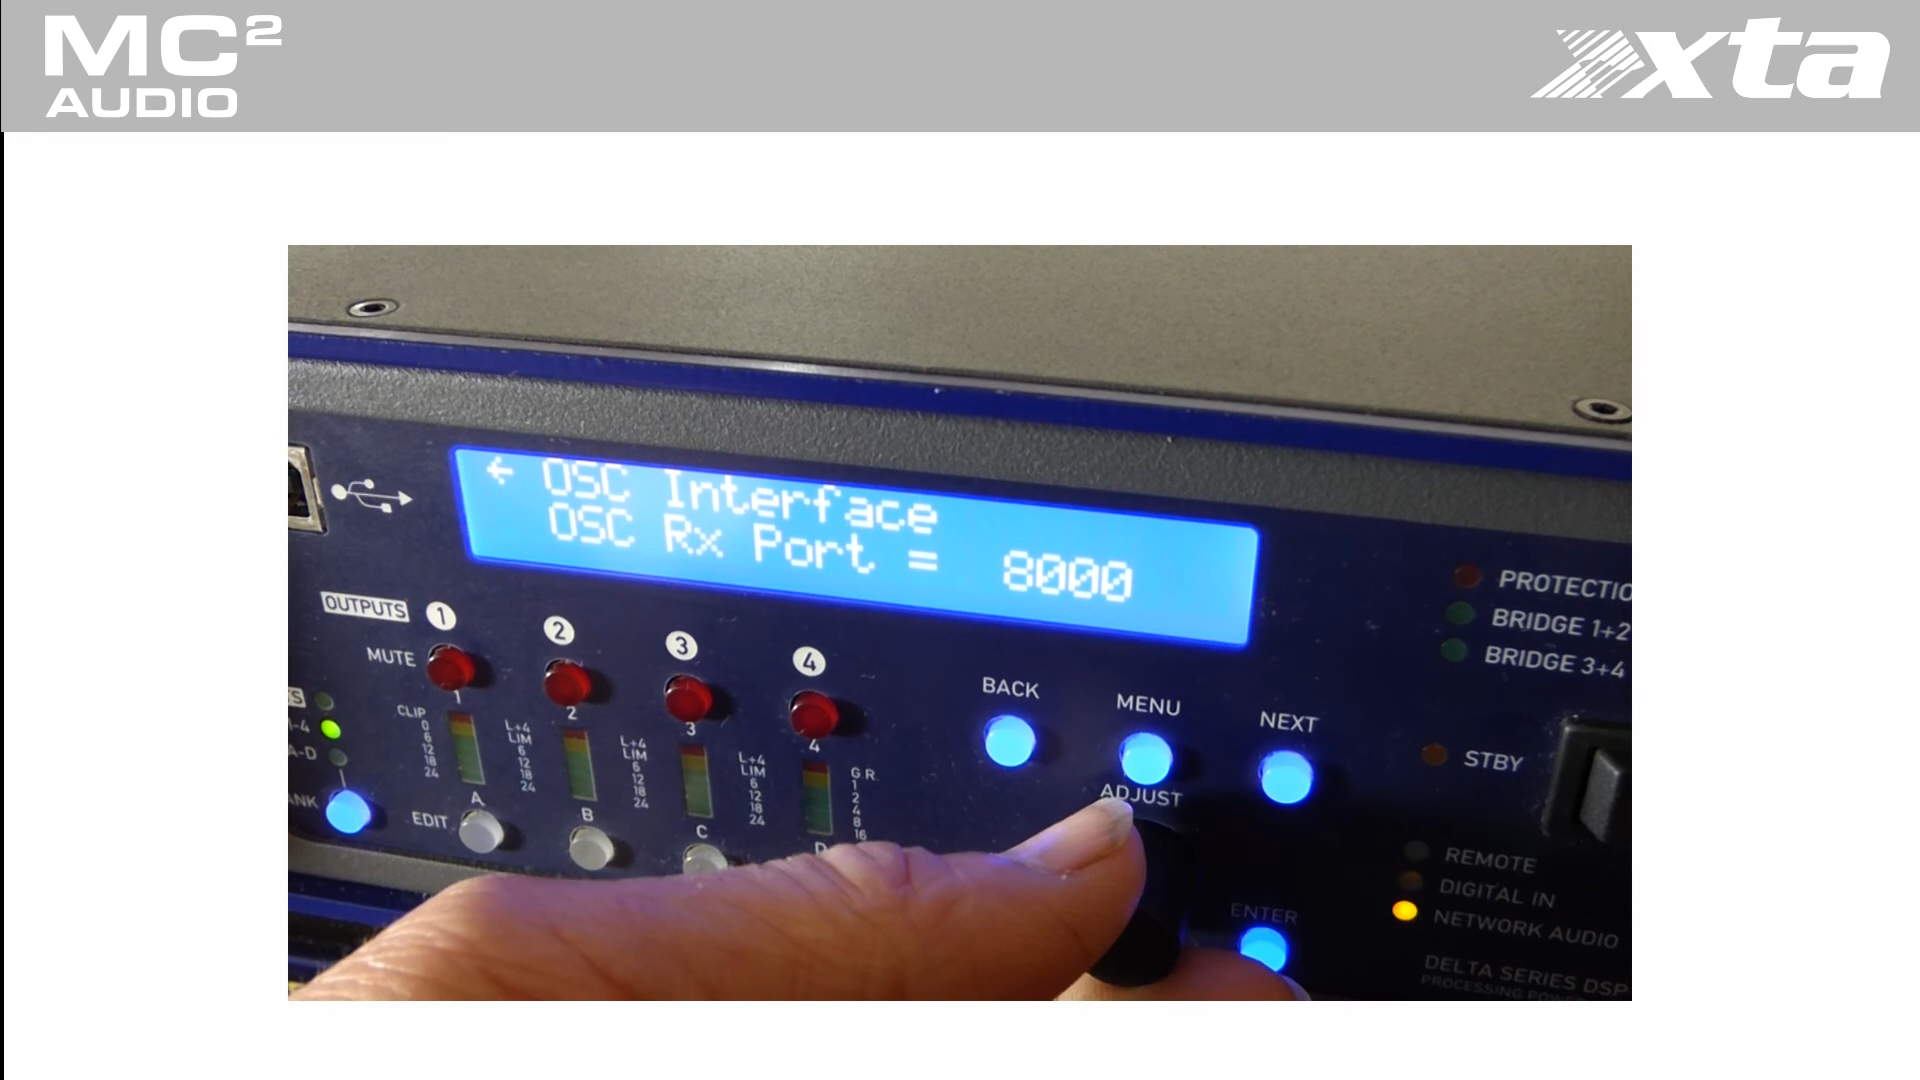 MC²
AUDIO
xta
← OSC Interface
OSC Rx Port = 8000
OUTPUTS
1
2
3
4
MUTE
1
2
3
4
CLIP
0
6
12
18
24
L+4
LIM
6
12
18
24
L+4
LIM
6
12
18
24
L+4
LIM
6
12
18
24
G R
1
2
4
8
16
EDIT
A
B
C
D
BACK
MENU
NEXT
ADJUST
ENTER
PROTECTIO
BRIDGE 1+2
BRIDGE 3+4
STBY
REMOTE
DIGITAL IN
NETWORK AUDIO
DELTA SERIES DSP
PROCESSING POWE
A-D
-4
ANK